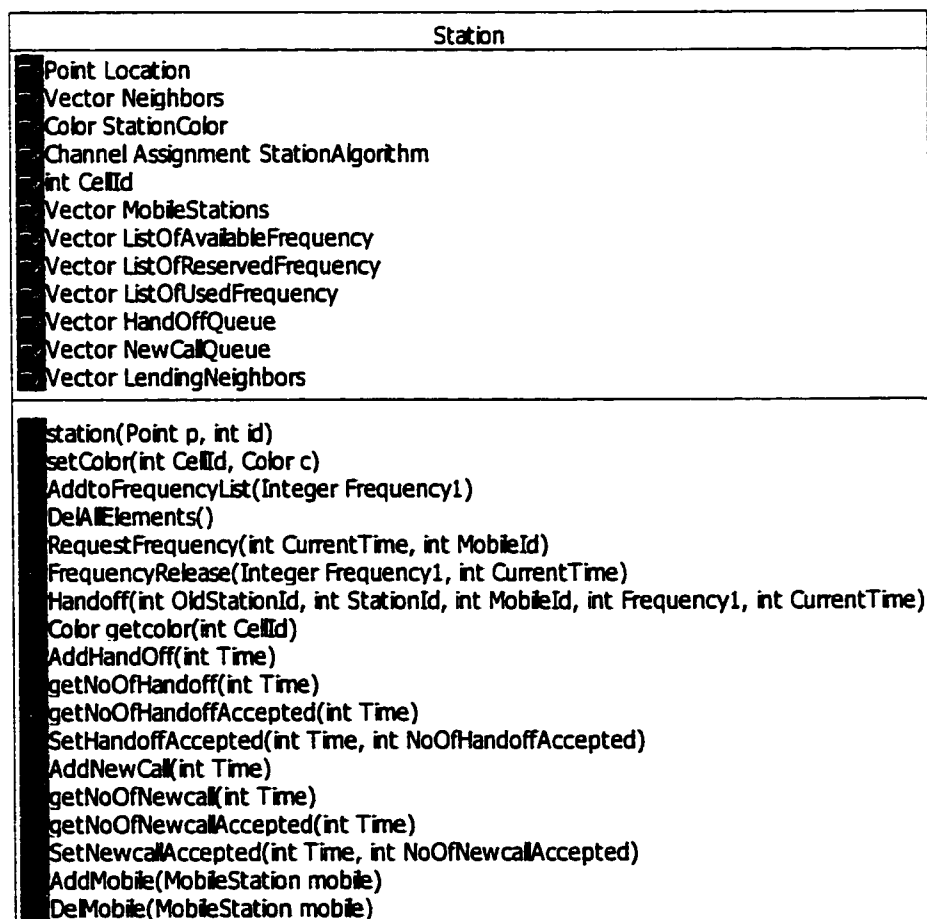 Station
Point Location
Vector Neighbors
Color StationColor
Channel Assignment StationAlgorithm
int CellId
Vector MobileStations
Vector ListOfAvailableFrequency
Vector ListOfReservedFrequency
Vector ListOfUsedFrequency
Vector HandOffQueue
Vector NewCallQueue
Vector LendingNeighbors
station(Point p, int id)
setColor(int CellId, Color c)
AddtoFrequencyList(Integer Frequency1)
DelAllElements()
RequestFrequency(int CurrentTime, int MobileId)
FrequencyRelease(Integer Frequency1, int CurrentTime)
Handoff(int OldStationId, int StationId, int MobileId, int Frequency1, int CurrentTime)
Color getcolor(int CellId)
AddHandOff(int Time)
getNoOfHandoff(int Time)
getNoOfHandoffAccepted(int Time)
SetHandoffAccepted(int Time, int NoOfHandoffAccepted)
AddNewCall(int Time)
getNoOfNewcall(int Time)
getNoOfNewcallAccepted(int Time)
SetNewcallAccepted(int Time, int NoOfNewcallAccepted)
AddMobile(MobileStation mobile)
DelMobile(MobileStation mobile)